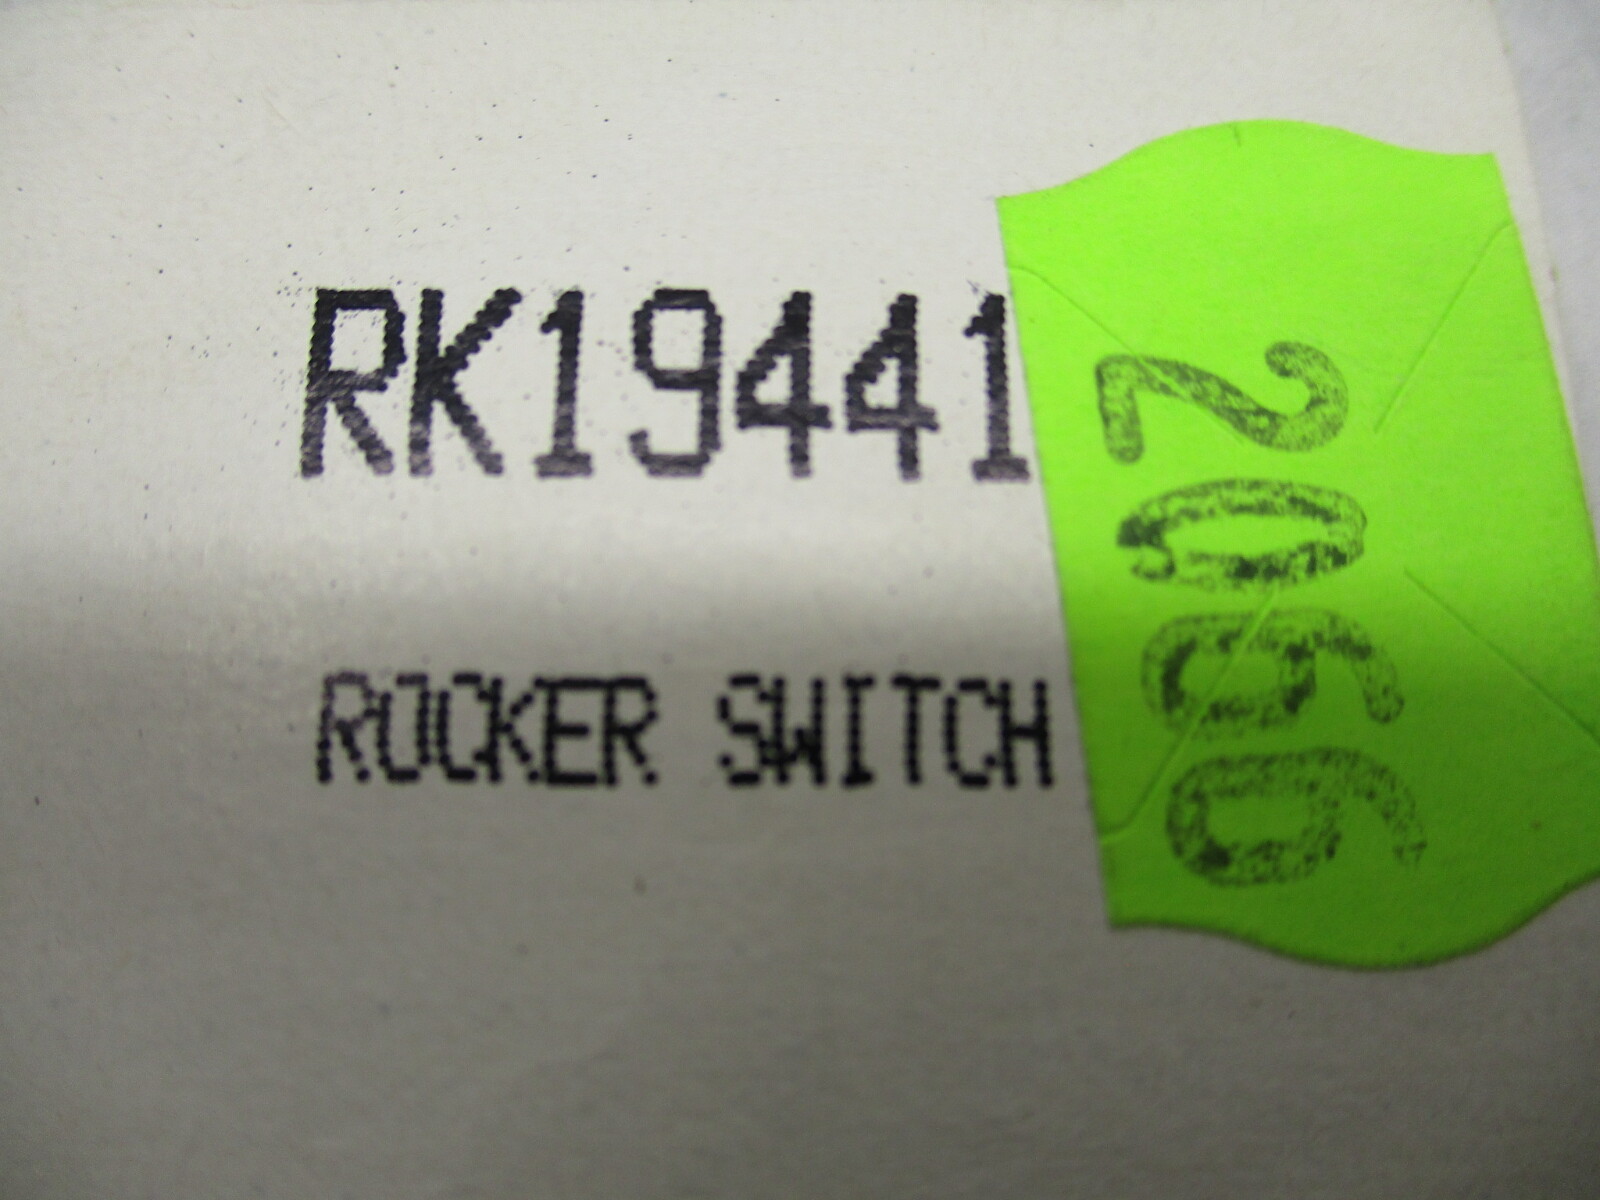 RK19441
ROCKER SWITCH
2066